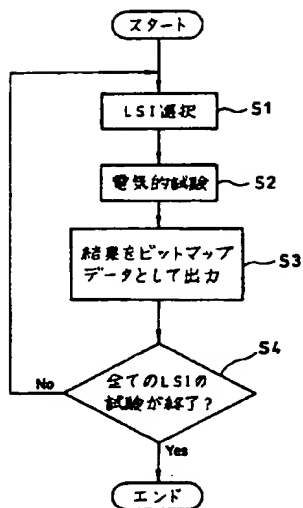 スタート
LSI選択
S1
電気的試験
S2
結果をビットマップ
データとして出力
S3
S4
全てのLSIの
試験が終了?
No
Yes
エンド